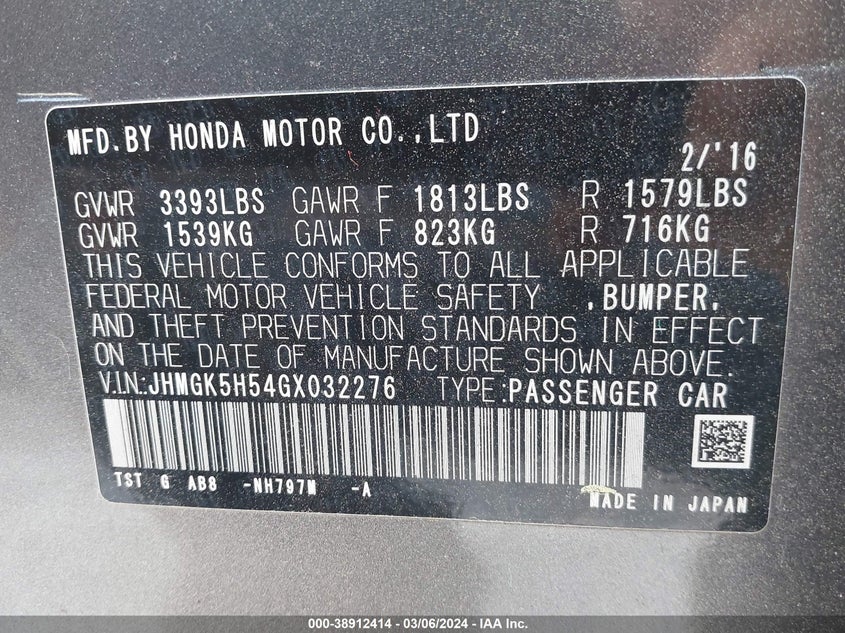 MFD.BY HONDA MOTOR CO.,LTD 2/'16
GVWR 3393LBS GAWR F 1813LBS R 1579LBS
GVWR 1539KG GAWR F 823KG R 716KG
THIS VEHICLE CONFORMS TO ALL APPLICABLE
FEDERAL MOTOR VEHICLE SAFETY ,BUMPER,
AND THEFT PREVENTION STANDARDS IN EFFECT
ON THE DATE OF MANUFACTURE SHOWN ABOVE.
V.I.N:JHMGK5H54GX032276 TYPE:PASSENGER CAR
TST G AB8 -NH797M -A
MADE IN JAPAN
000-38912414 - 03/06/2024 - IAA Inc.